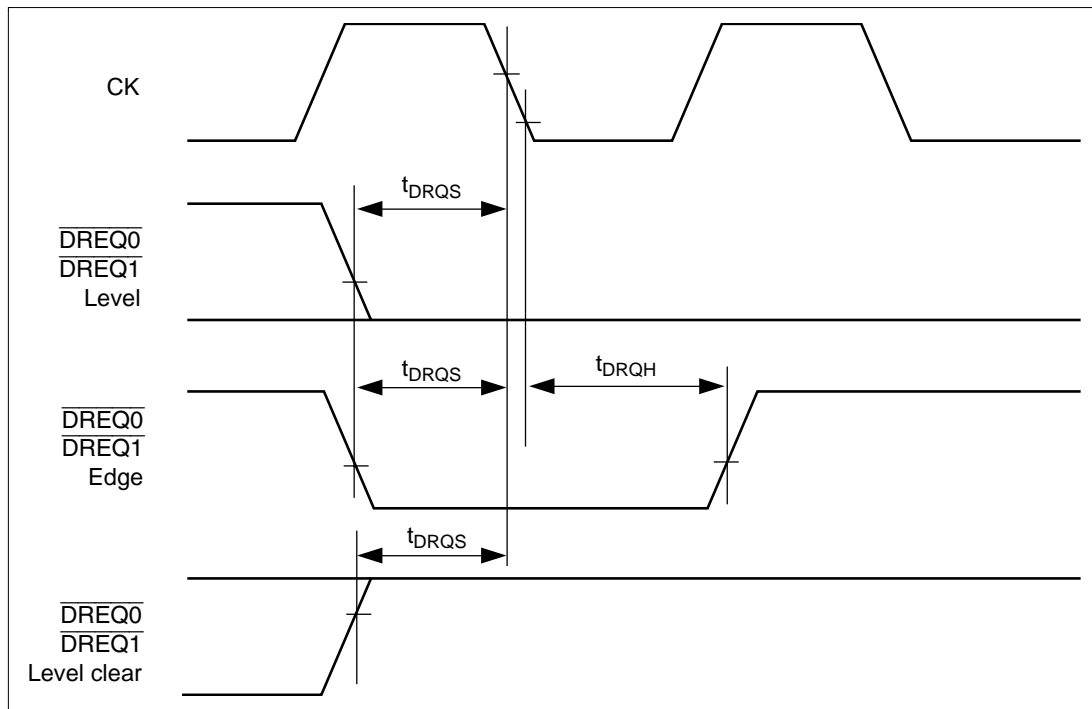 CK
tDRQS
DREQ0
DREQ1
Level
tDRQS
tDRQH
DREQ0
DREQ1
Edge
tDRQS
DREQ0
DREQ1
Level clear